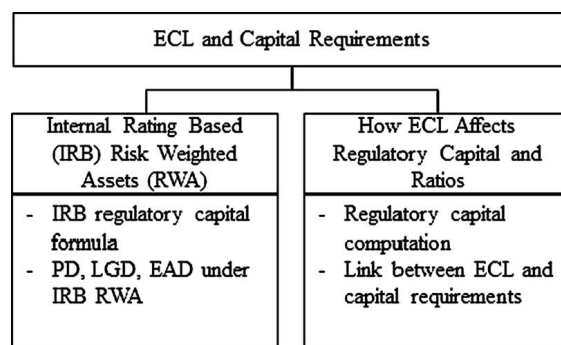 ECL and Capital Requirements
Internal Rating Based
(IRB) Risk Weighted
Assets (RWA)
- IRB regulatory capital
formula
- PD, LGD, EAD under
IRB RWA
How ECL Affects
Regulatory Capital and
Ratios
- Regulatory capital
computation
- Link between ECL and
capital requirements